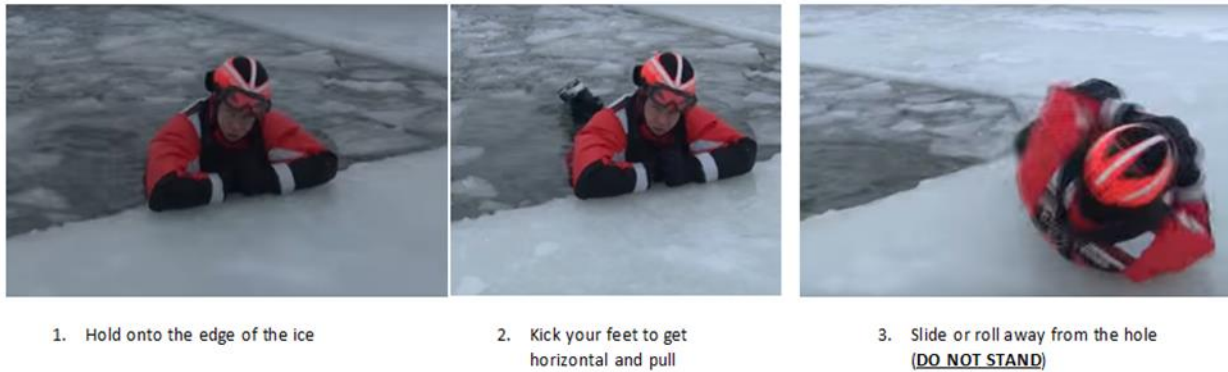 1. Hold onto the edge of the ice
2. Kick your feet to get
horizontal and pull
3. Slide or roll away from the hole
(DO NOT STAND)